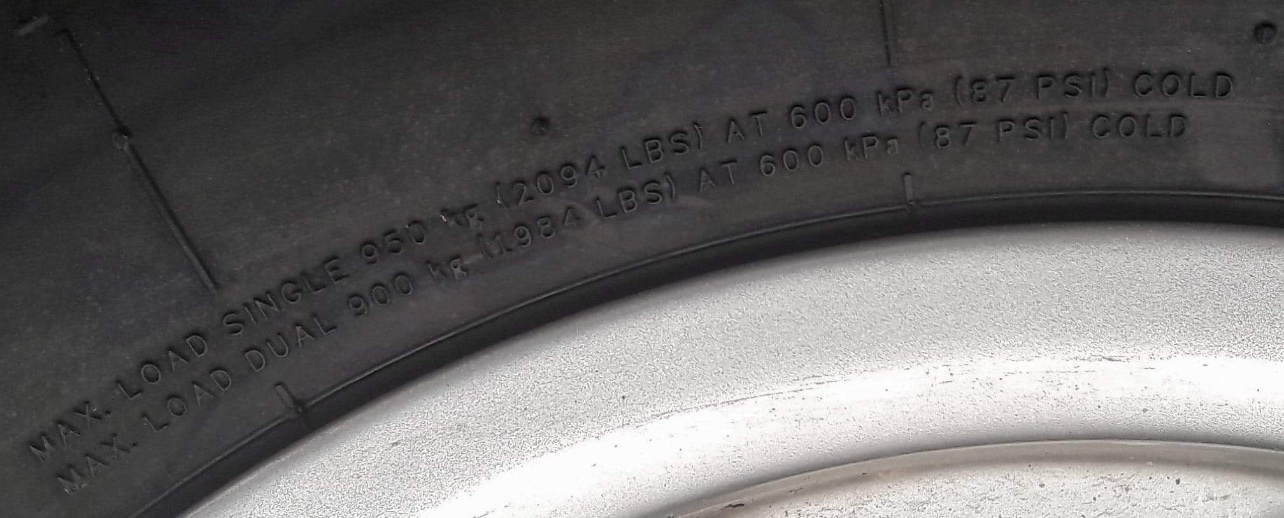 MAX. LOAD SINGLE 950 kg (2094 LBS) AT 600 kPa (87 PSI) COLD
MAX. LOAD DUAL 900 kg (1984 LBS) AT 600 kPa (87 PSI) COLD